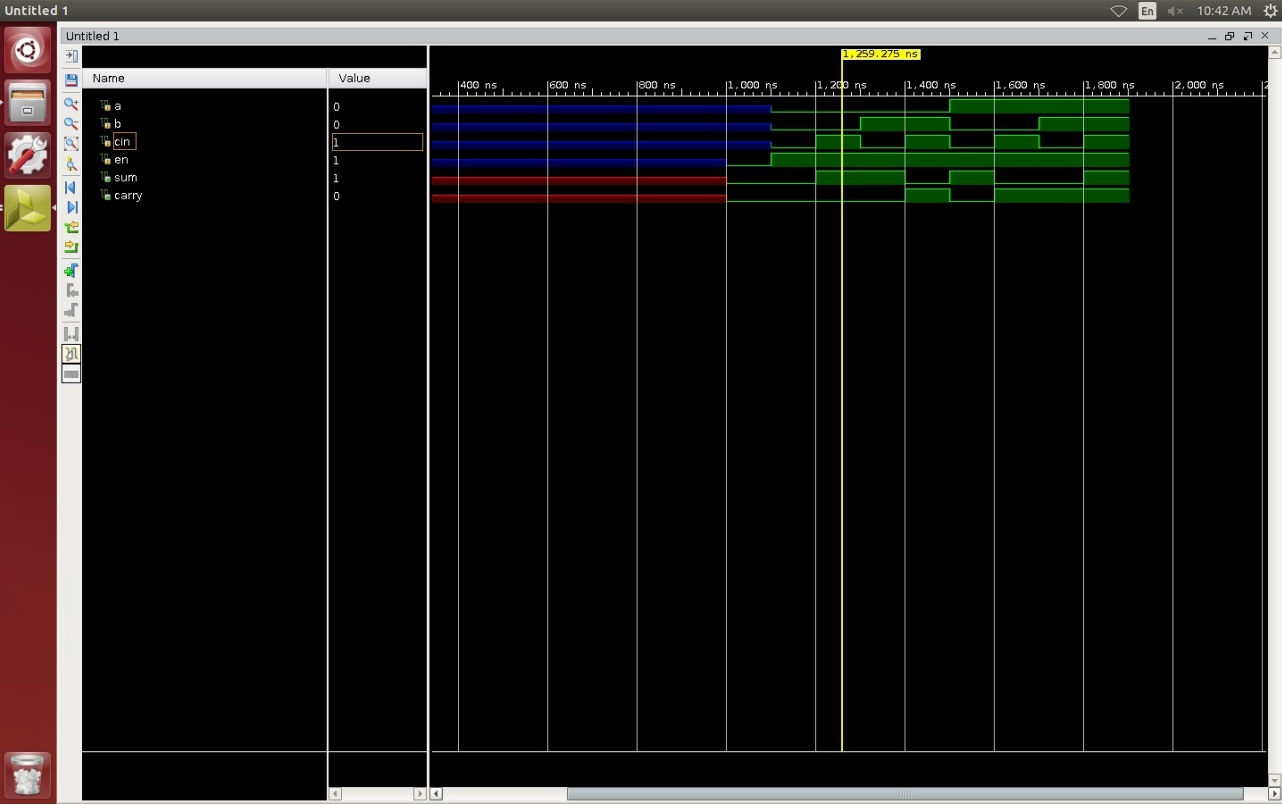 Untitled 1
En
10:42 AM
Untitled 1
1,259.275 ns
Name
Value
400 ns
600 ns
800 ns
1,000 ns
1,200 ns
1,400 ns
1,600 ns
1,800 ns
2,000 ns
a 0
b 0
cin 1
en 1
sum 1
carry 0